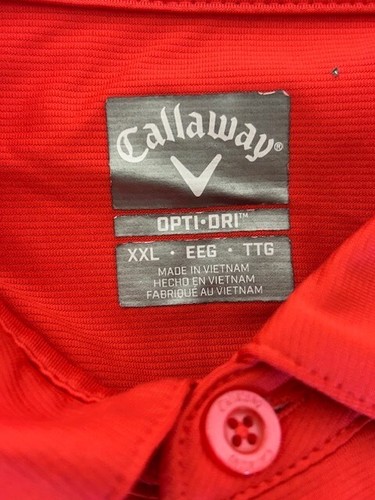 Callaway®
OPTI•DRI™
XXL • EEG • TTG
MADE IN VIETNAM
HECHO EN VIETNAM
FABRIQUÉ AU VIETNAM